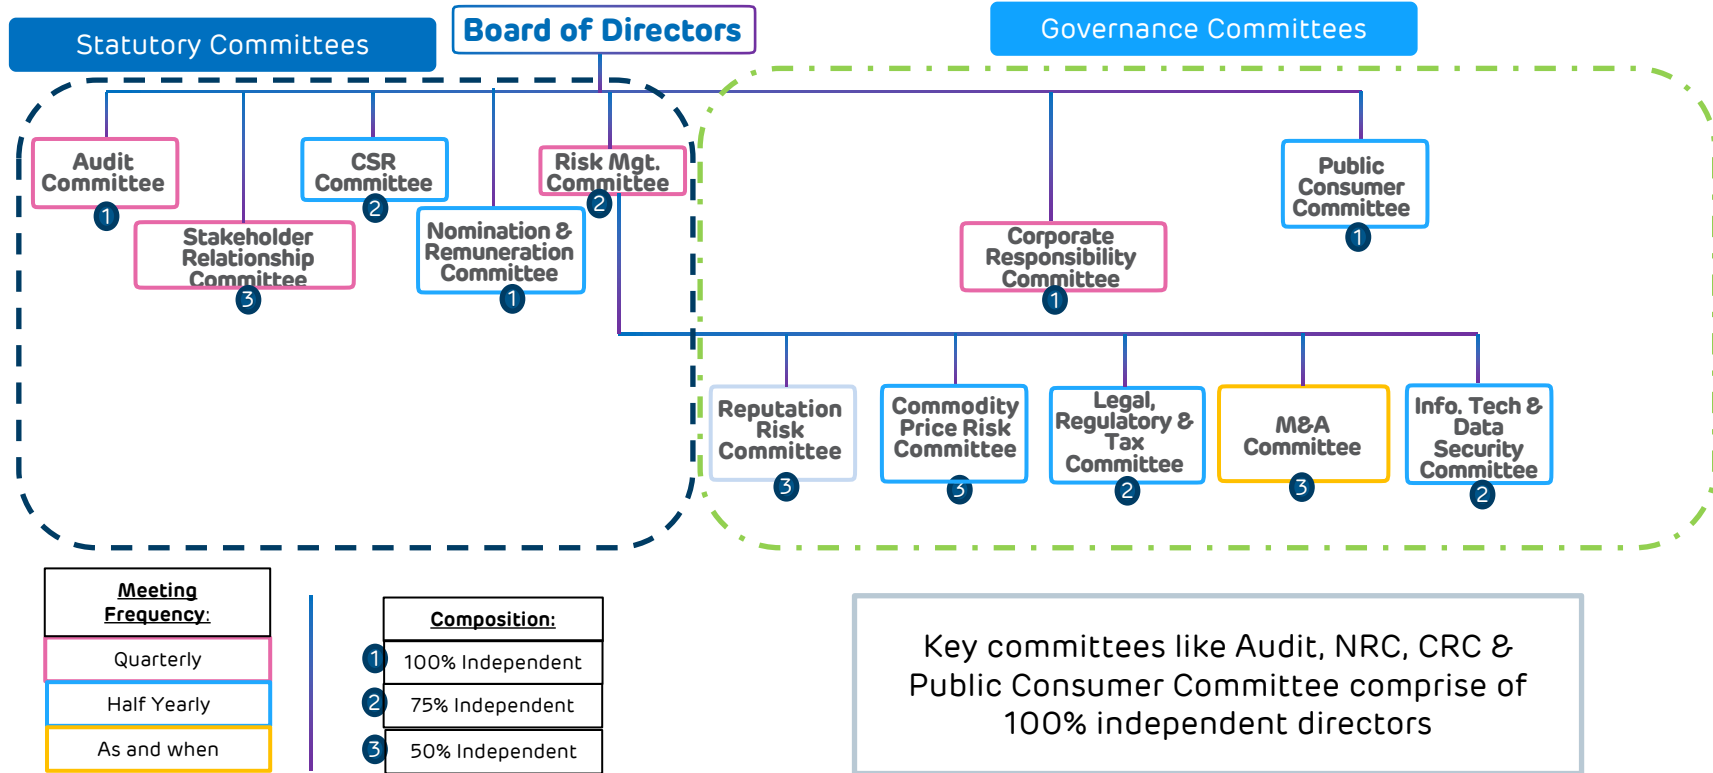 Statutory Committees
Board of Directors
Governance Committees
Audit
Committee
1
Stakeholder
Relationship
Committee
3
CSR
Committee
2
Nomination &
Remuneration
Committee
1
Risk Mgt.
Committee
2
Corporate
Responsibility
Committee
1
Public
Consumer
Committee
1
Reputation
Risk
Committee
3
Commodity
Price Risk
Committee
3
Legal,
Regulatory &
Tax
Committee
2
M&A
Committee
3
Info. Tech &
Data
Security
Committee
2
Meeting
Frequency:
Quarterly
Half Yearly
As and when
Composition:
1 100% Independent
2 75% Independent
3 50% Independent
Key committees like Audit, NRC, CRC &
Public Consumer Committee comprise of
100% independent directors